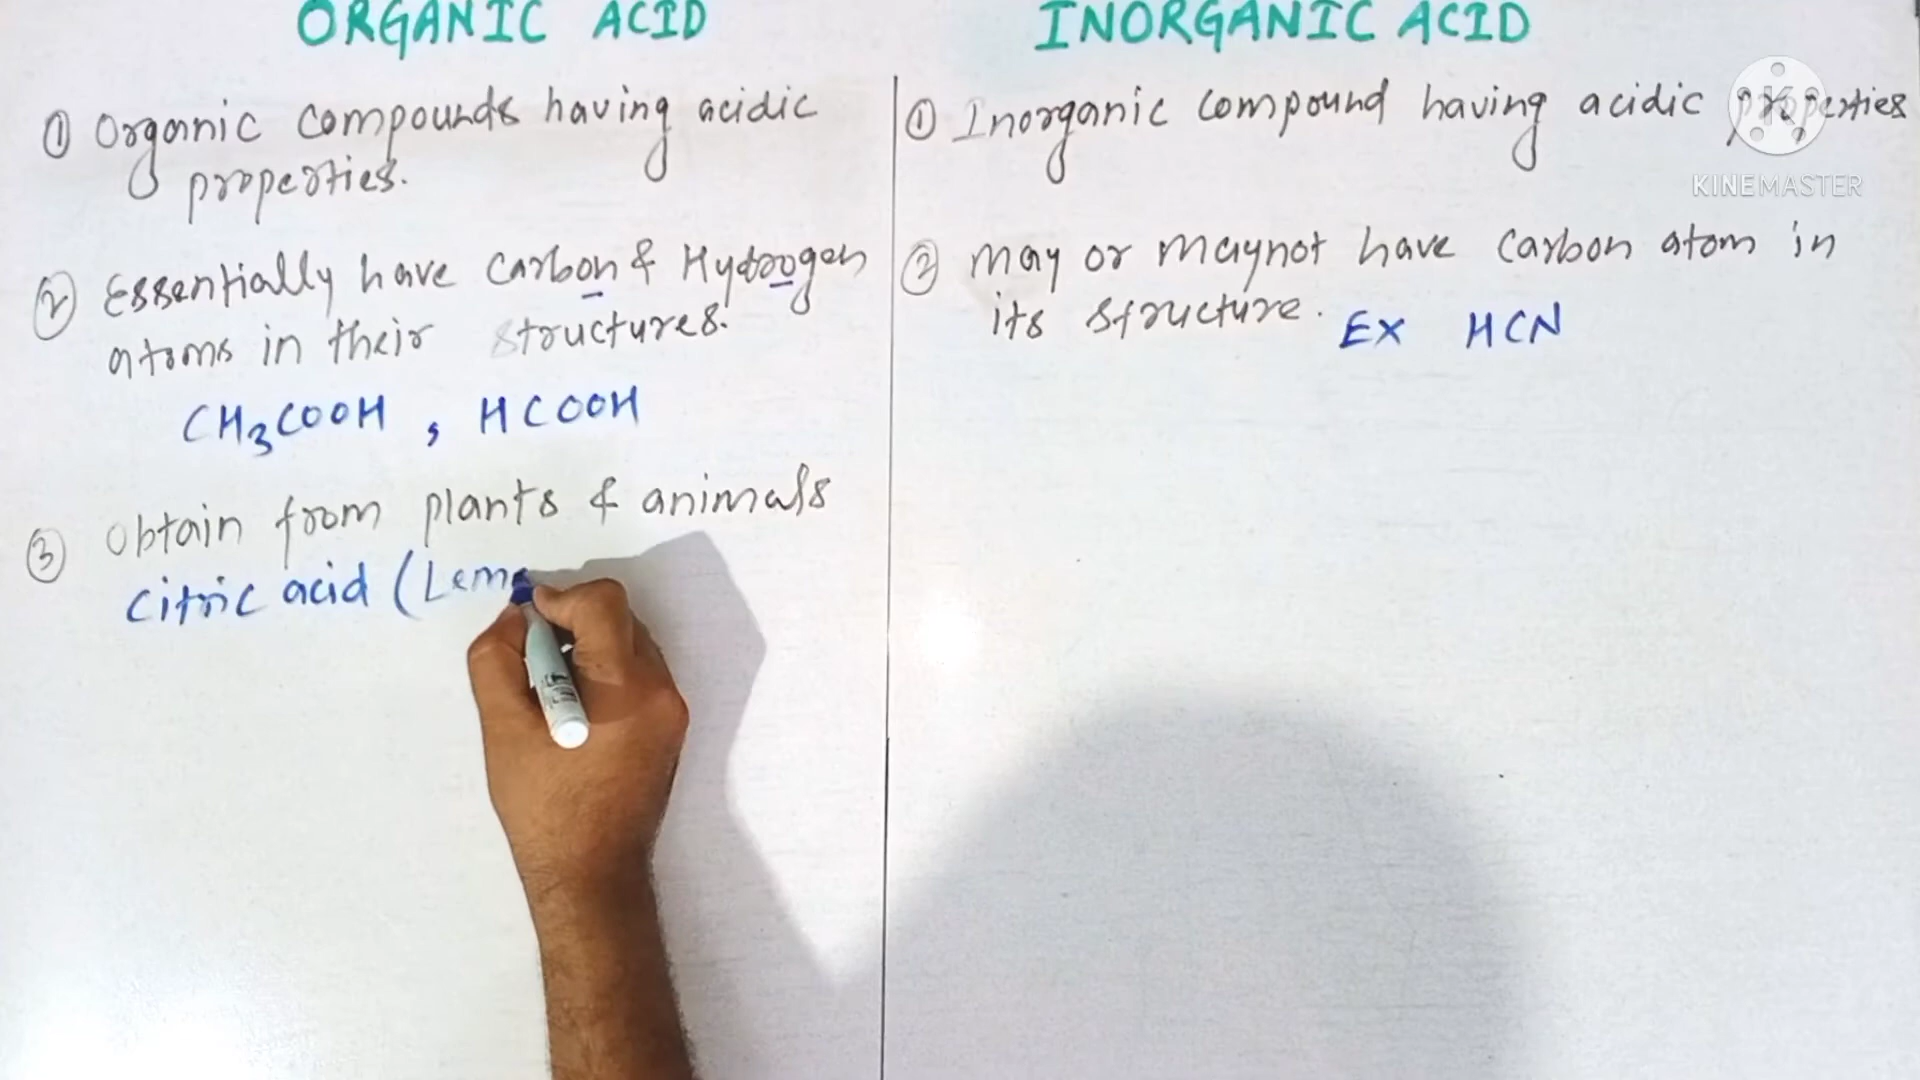 ORGANIC ACID
① Organic compounds having acidic
properties.
② Essentially have Carbon & Hydrogen
atoms in their structures.
CH3COOH , HCOOH
③ Obtain from plants & animals
Citric acid (Lem
INORGANIC ACID
① Inorganic compound having acidic properties
② May or maynot have carbon atom in
its structure. EX HCN
KINEMASTER